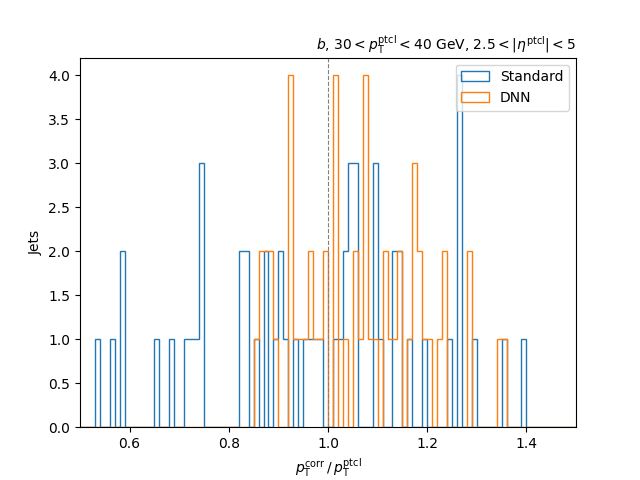 b, 30 < p_T^ptcl < 40 GeV, 2.5 < |η^ptcl| < 5
Standard
DNN
Jets
4.0
3.5
3.0
2.5
2.0
1.5
1.0
0.5
0.0
0.6 0.8 1.0 1.2 1.4
p_T^corr / p_T^ptcl